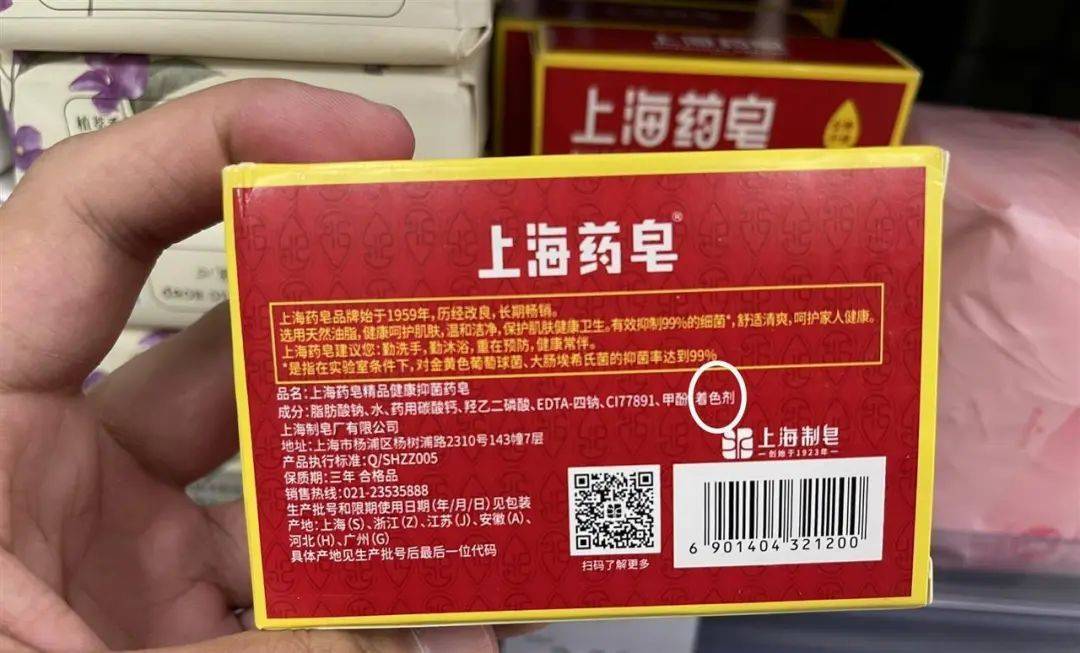 植萃
上海药皂
上海药皂®
上海药皂品牌始于1959年,历经改良,长期畅销。
选用天然油脂,健康呵护肌肤,温和洁净,保护肌肤健康卫生。有效抑制99%的细菌*,舒适清爽,呵护家人健康。
上海药皂建议您:勤洗手,勤沐浴,重在预防,健康常伴。
*是指在实验室条件下,对金黄色葡萄球菌、大肠埃希氏菌的抑菌率达到99%
品名:上海药皂精品健康抑菌药皂
成分:脂肪酸钠、水、药用碳酸钙、羟乙二磷酸、EDTA-四钠、CI77891、甲酚、着色剂
上海制皂厂有限公司
地址:上海市杨浦区杨树浦路2310号143幢7层
产品执行标准:Q/SHZZ005
保质期:三年 合格品
销售热线:021-23535888
生产批号和限期使用日期(年/月/日)见包装
产地:上海(S)、浙江(Z)、江苏(J)、安徽(A)、
河北(H)、广州(G)
具体产地见生产批号后最后一位代码
上海制皂
创始于1923年
扫码了解更多
6 901404 321200